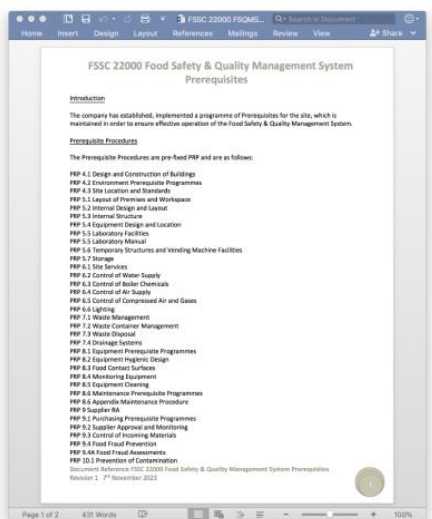 FSSC 22000 FSQMS...
Search in Document
Home Insert Design Layout References Mailings Review View Share
FSSC 22000 Food Safety & Quality Management System
Prerequisites
Introduction
The company has established, implemented a programme of Prerequisites for the site, which is
maintained in order to ensure effective operation of the Food Safety & Quality Management System.
Prerequisite Procedures
The Prerequisite Procedures are pre-fixed PRP and are as follows:
PRP 4.1 Design and Construction of Buildings
PRP 4.2 Environment Prerequisite Programmes
PRP 4.3 Site Location and Standards
PRP 5.1 Layout of Premises and Workspace
PRP 5.2 Internal Design and Layout
PRP 5.3 Internal Structure
PRP 5.4 Equipment Design and Location
PRP 5.5 Laboratory Facilities
PRP 5.5 Laboratory Manual
PRP 5.6 Temporary Structures and Vending Machine Facilities
PRP 5.7 Storage
PRP 6.1 Site Services
PRP 6.2 Control of Water Supply
PRP 6.3 Control of Boiler Chemicals
PRP 6.4 Control of Air Supply
PRP 6.5 Control of Compressed Air and Gases
PRP 6.6 Lighting
PRP 7.1 Waste Management
PRP 7.2 Waste Container Management
PRP 7.3 Waste Disposal
PRP 7.4 Drainage Systems
PRP 8.1 Equipment Prerequisite Programmes
PRP 8.2 Equipment Hygienic Design
PRP 8.3 Food Contact Surfaces
PRP 8.4 Monitoring Equipment
PRP 8.5 Equipment Cleaning
PRP 8.6 Maintenance Prerequisite Programmes
PRP 8.6 Appendix Maintenance Procedure
PRP 9 Supplier RA
PRP 9.1 Purchasing Prerequisite Programmes
PRP 9.2 Supplier Approval and Monitoring
PRP 9.3 Control of Incoming Materials
PRP 9.4 Food Fraud Prevention
PRP 9.4A Food Fraud Assessments
PRP 10.1 Prevention of Contamination
Document Reference FSSC 22000 Food Safety & Quality Management System Prerequisites
Revision 1 7th November 2023
1
Page 1 of 2 431 Words 100%